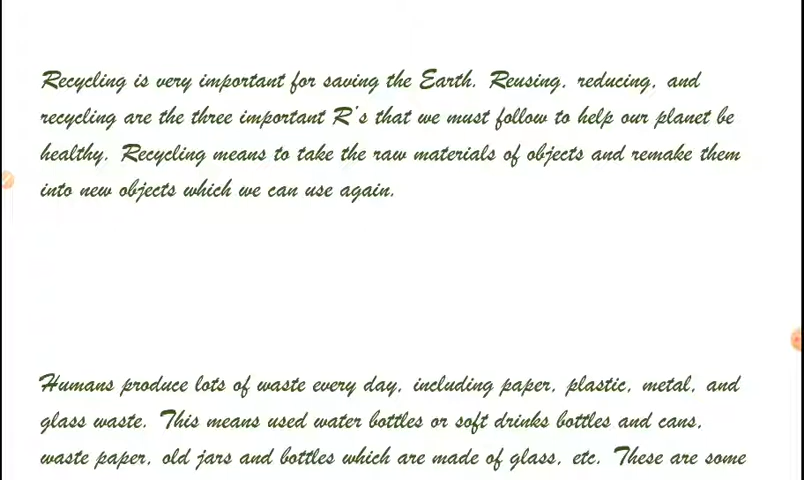 Recycling is very important for saving the Earth. Reusing, reducing, and
recycling are the three important R's that we must follow to help our planet be
healthy. Recycling means to take the raw materials of objects and remake them
into new objects which we can use again.
Humans produce lots of waste every day, including paper, plastic, metal, and
glass waste. This means used water bottles or soft drinks bottles and cans,
waste paper, old jars and bottles which are made of glass, etc. These are some